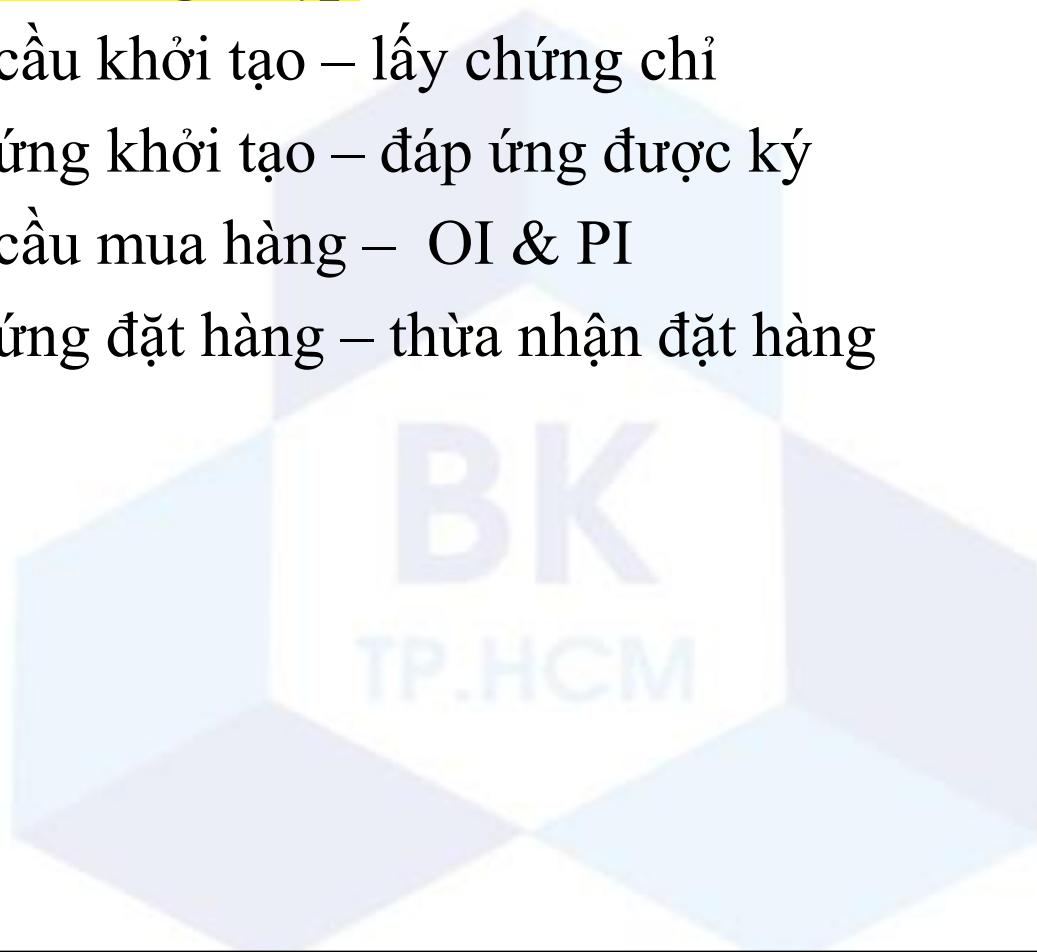 cầu khởi tạo – lấy chứng chỉ
ứng khởi tạo – đáp ứng được ký
cầu mua hàng – OI & PI
ứng đặt hàng – thừa nhận đặt hàng
BK
TP.HCM